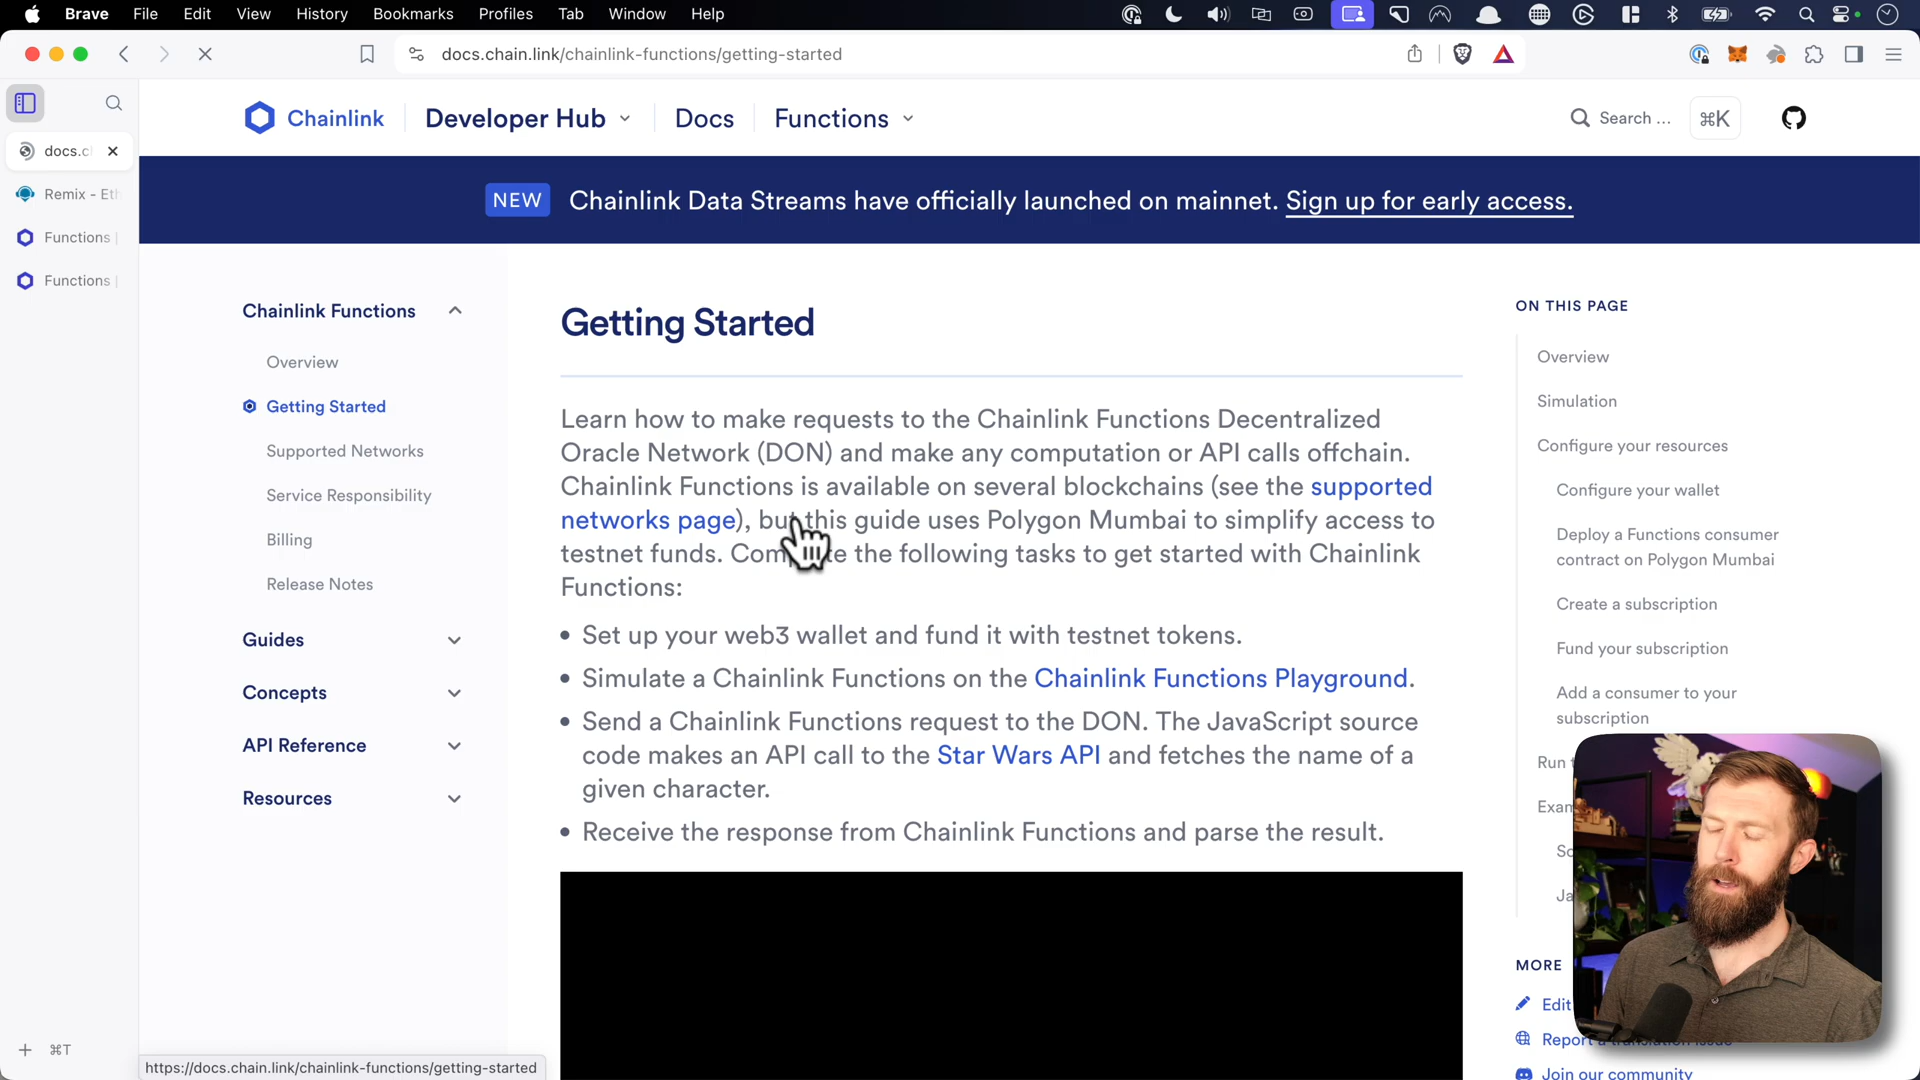 Brave File Edit View History Bookmarks Profiles Tab Window Help
docs.chain.link/chainlink-functions/getting-started
Chainlink Developer Hub Docs Functions Search ... ⌘K
docs.c
Remix - Eth
Functions |
Functions |
NEW Chainlink Data Streams have officially launched on mainnet. Sign up for early access.
Chainlink Functions
Overview
Getting Started
Supported Networks
Service Responsibility
Billing
Release Notes
Guides
Concepts
API Reference
Resources
Getting Started
Learn how to make requests to the Chainlink Functions Decentralized
Oracle Network (DON) and make any computation or API calls offchain.
Chainlink Functions is available on several blockchains (see the supported
networks page), but this guide uses Polygon Mumbai to simplify access to
testnet funds. Complete the following tasks to get started with Chainlink
Functions:
• Set up your web3 wallet and fund it with testnet tokens.
• Simulate a Chainlink Functions on the Chainlink Functions Playground.
• Send a Chainlink Functions request to the DON. The JavaScript source
code makes an API call to the Star Wars API and fetches the name of a
given character.
• Receive the response from Chainlink Functions and parse the result.
ON THIS PAGE
Overview
Simulation
Configure your resources
Configure your wallet
Deploy a Functions consumer
contract on Polygon Mumbai
Create a subscription
Fund your subscription
Add a consumer to your
subscription
Run
MORE
Edit
Report a translation issue
Join our community
+ ⌘T
https://docs.chain.link/chainlink-functions/getting-started